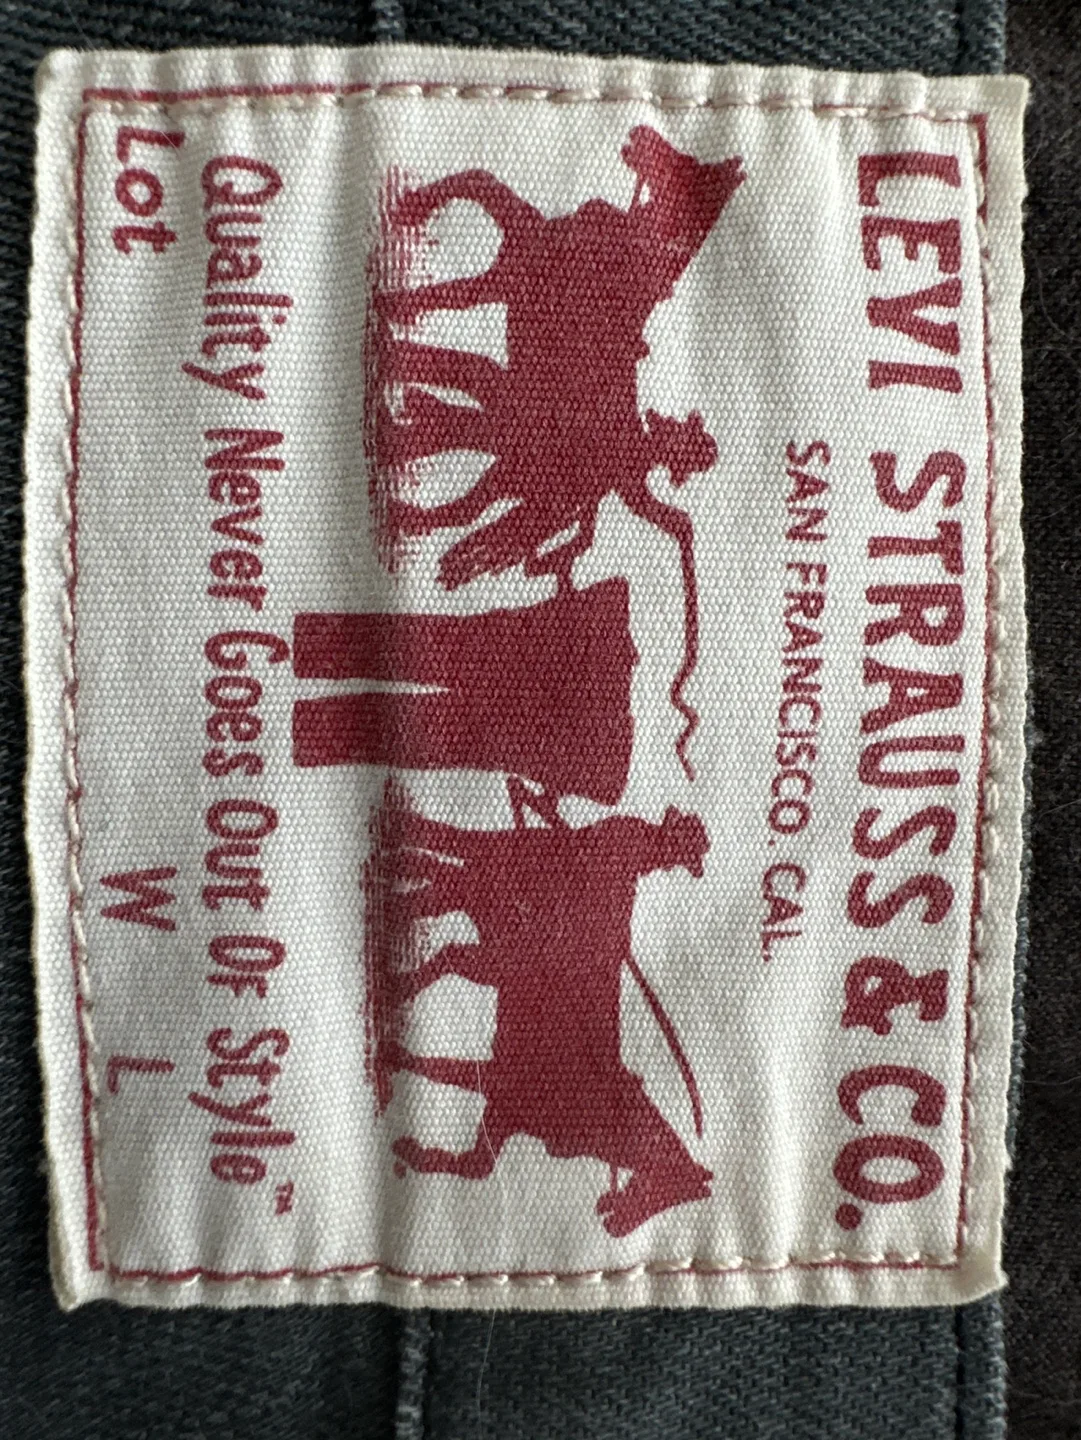 LEVI STRAUSS & CO.
SAN FRANCISCO. CAL.
Quality Never Goes Out Of Style™
Lot W L